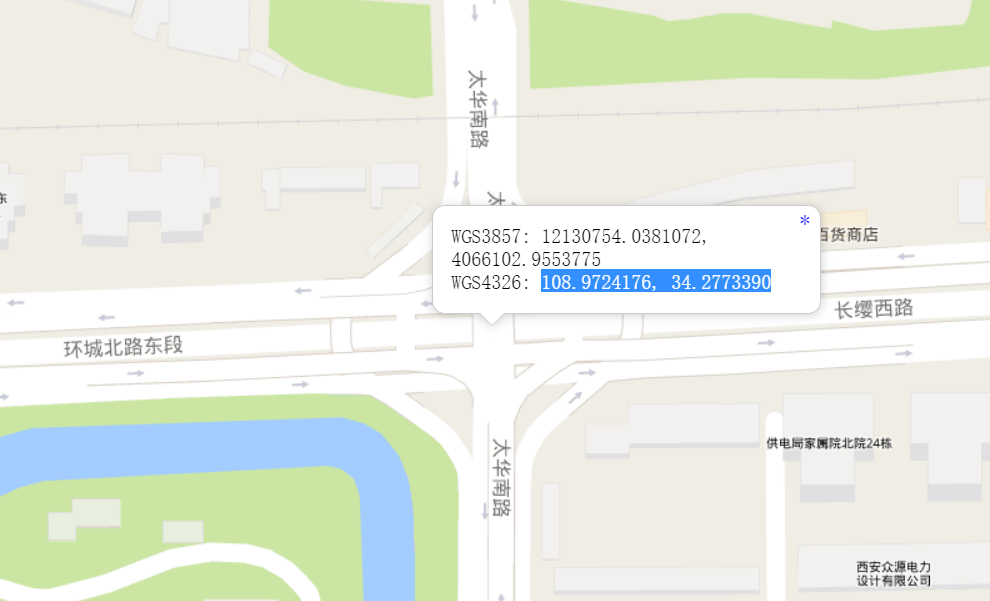 太华南路
太
东
*
WGS3857: 12130754.0381072,
4066102.9553775
WGS4326: 108.9724176, 34.2773390
百货商店
长缨西路
环城北路东段
太华南路
供电局家属院北院24栋
西安众源电力
设计有限公司